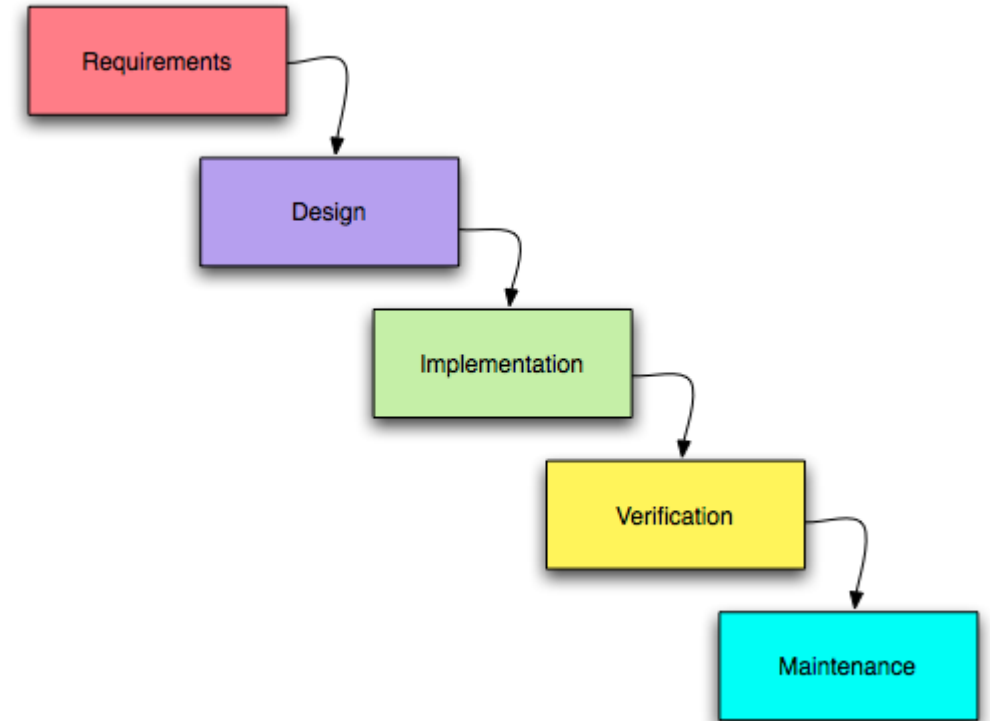 Requirements
Design
Implementation
Verification
Maintenance